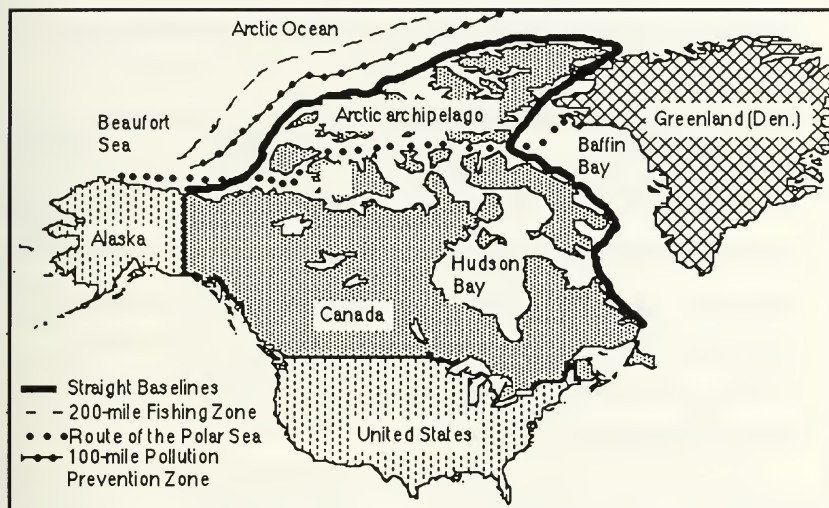 Arctic Ocean
Beaufort
Sea
Arctic archipelago
Greenland (Den.)
Baffin
Bay
Alaska
Hudson
Bay
Canada
United States
Straight Baselines
200-mile Fishing Zone
Route of the Polar Sea
100-mile Pollution
Prevention Zone